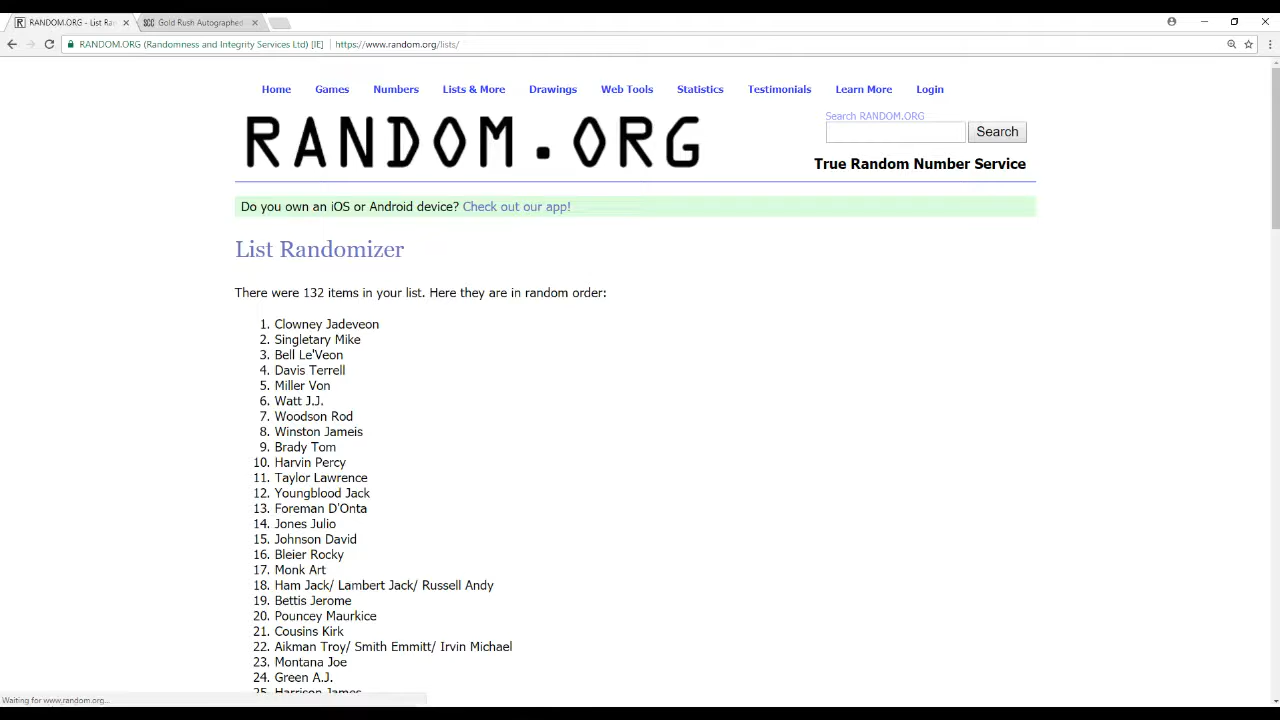 RANDOM.ORG - List Ra
Gold Rush Autographed
RANDOM.ORG (Randomness and Integrity Services Ltd) [IE] https://www.random.org/lists/
Home Games Numbers Lists & More Drawings Web Tools Statistics Testimonials Learn More Login
Search RANDOM.ORG
RANDOM.ORG
Search
True Random Number Service
Do you own an iOS or Android device? Check out our app!
List Randomizer
There were 132 items in your list. Here they are in random order:
1. Clowney Jadeveon
2. Singletary Mike
3. Bell Le'Veon
4. Davis Terrell
5. Miller Von
6. Watt J.J.
7. Woodson Rod
8. Winston Jameis
9. Brady Tom
10. Harvin Percy
11. Taylor Lawrence
12. Youngblood Jack
13. Foreman D'Onta
14. Jones Julio
15. Johnson David
16. Bleier Rocky
17. Monk Art
18. Ham Jack/ Lambert Jack/ Russell Andy
19. Bettis Jerome
20. Pouncey Maurkice
21. Cousins Kirk
22. Aikman Troy/ Smith Emmitt/ Irvin Michael
23. Montana Joe
24. Green A.J.
25. Harrison James
Waiting for www.random.org...